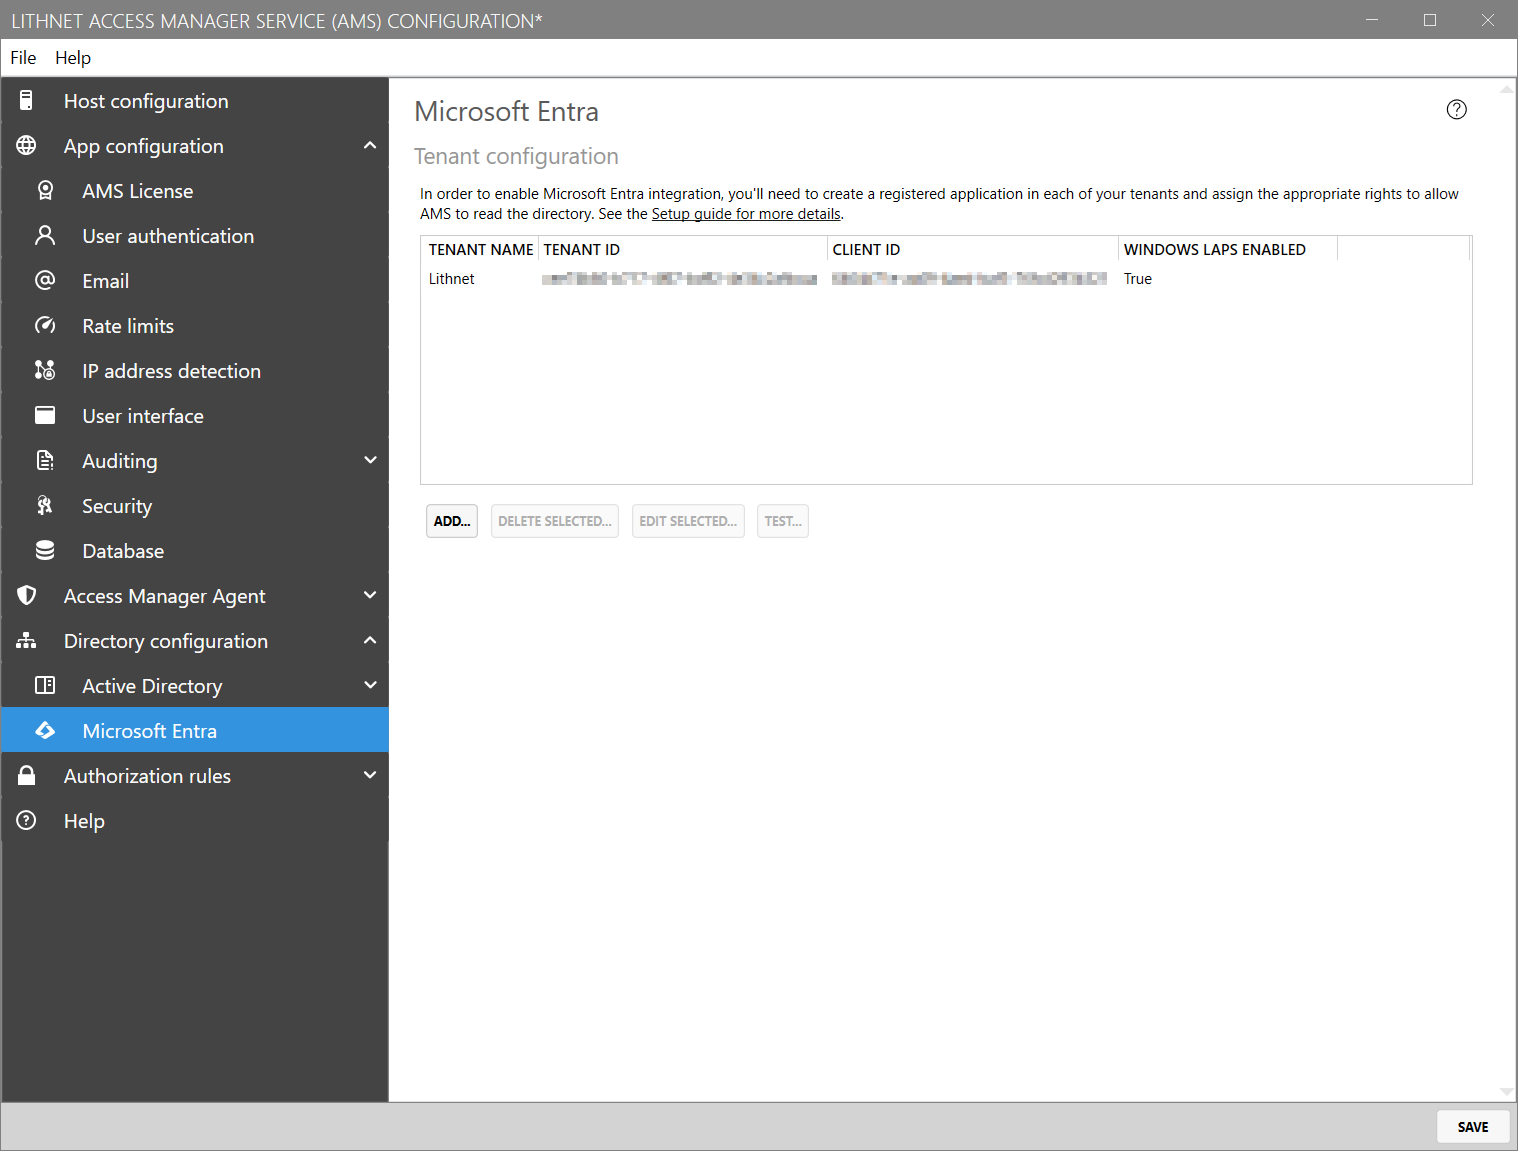 LITHNET ACCESS MANAGER SERVICE (AMS) CONFIGURATION*
File Help
Host configuration
App configuration
AMS License
User authentication
Email
Rate limits
IP address detection
User interface
Auditing
Security
Database
Access Manager Agent
Directory configuration
Active Directory
Microsoft Entra
Authorization rules
Help
Microsoft Entra
Tenant configuration
In order to enable Microsoft Entra integration, you'll need to create a registered application in each of your tenants and assign the appropriate rights to allow
AMS to read the directory. See the Setup guide for more details.
TENANT NAME TENANT ID CLIENT ID WINDOWS LAPS ENABLED
Lithnet True
ADD... DELETE SELECTED... EDIT SELECTED... TEST...
SAVE